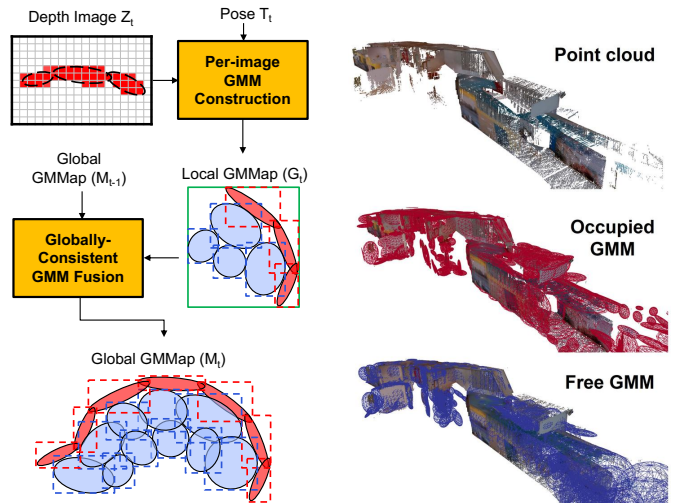 Depth Image Z_t
Pose T_t
Per-image
GMM
Construction
Global
GMMap (M_{t-1})
Local GMMap (G_t)
Globally-
Consistent
GMM Fusion
Global GMMap (M_t)
Point cloud
Occupied
GMM
Free GMM